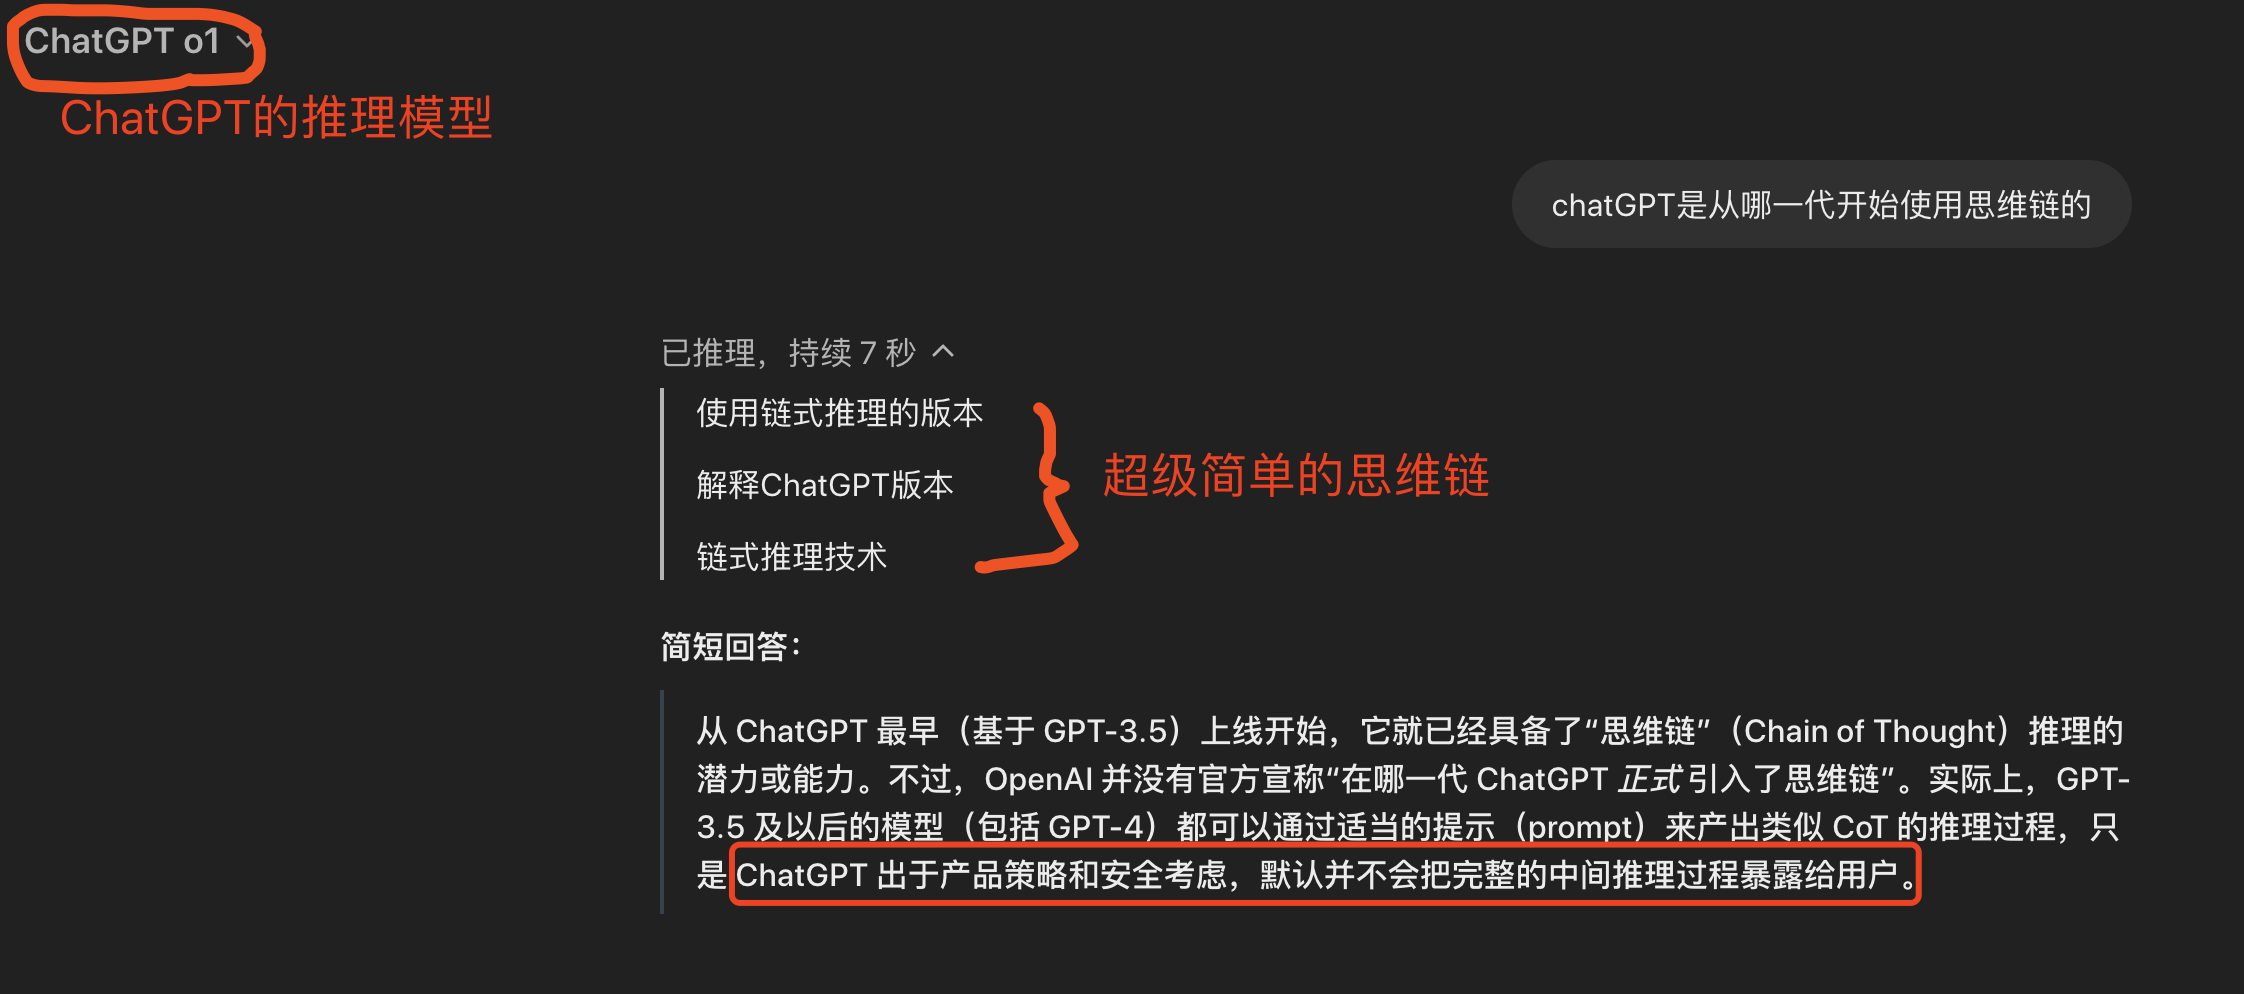 ChatGPT o1
ChatGPT的推理模型
chatGPT是从哪一代开始使用思维链的
已推理，持续 7 秒
使用链式推理的版本
解释ChatGPT版本
超级简单的思维链
链式推理技术
简短回答：
从 ChatGPT 最早（基于 GPT-3.5）上线开始，它就已经具备了“思维链”（Chain of Thought）推理的
潜力或能力。不过，OpenAI 并没有官方宣称“在哪一代 ChatGPT 正式引入了思维链”。实际上，GPT-
3.5 及以后的模型（包括 GPT-4）都可以通过适当的提示（prompt）来产出类似 CoT 的推理过程，只
是 ChatGPT 出于产品策略和安全考虑，默认并不会把完整的中间推理过程暴露给用户。